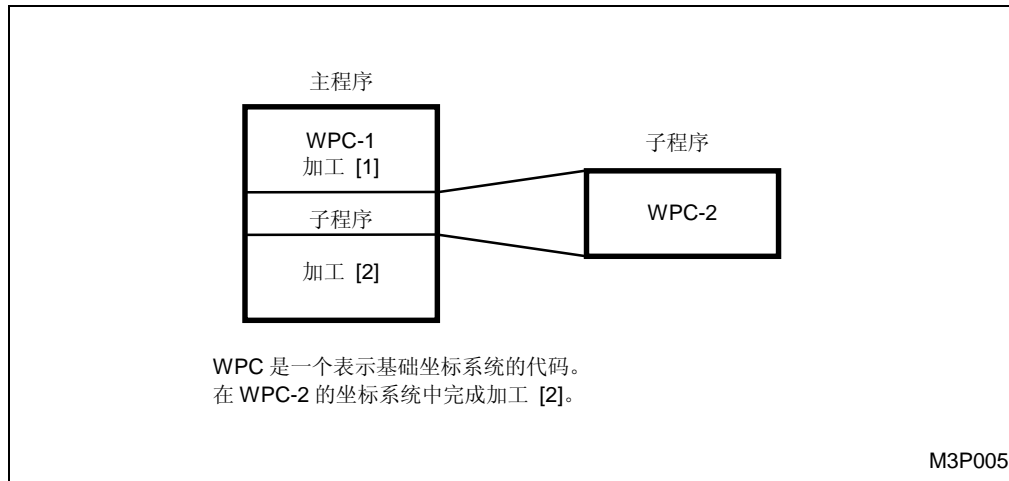 主程序
WPC-1
加工 [1]
子程序
加工 [2]
子程序
WPC-2
WPC 是一个表示基础坐标系统的代码。
在 WPC-2 的坐标系统中完成加工 [2]。
M3P005